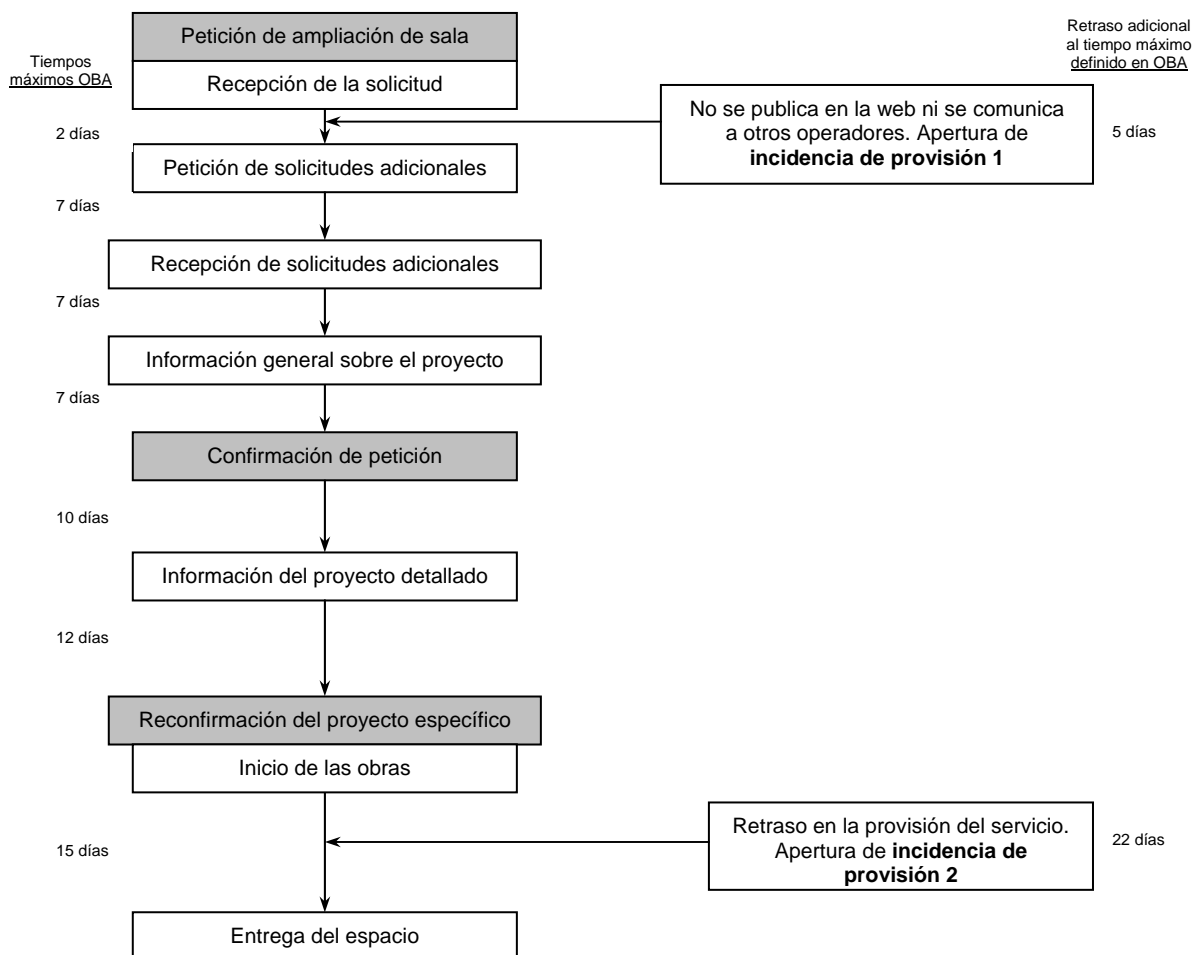 Petición de ampliación de sala
Retraso adicional
al tiempo máximo
definido en OBA
Tiempos
máximos OBA
Recepción de la solicitud
2 días
No se publica en la web ni se comunica
a otros operadores. Apertura de
incidencia de provisión 1
5 días
Petición de solicitudes adicionales
7 días
Recepción de solicitudes adicionales
7 días
Información general sobre el proyecto
7 días
Confirmación de petición
10 días
Información del proyecto detallado
12 días
Reconfirmación del proyecto específico
Inicio de las obras
15 días
Retraso en la provisión del servicio.
Apertura de incidencia de
provisión 2
22 días
Entrega del espacio